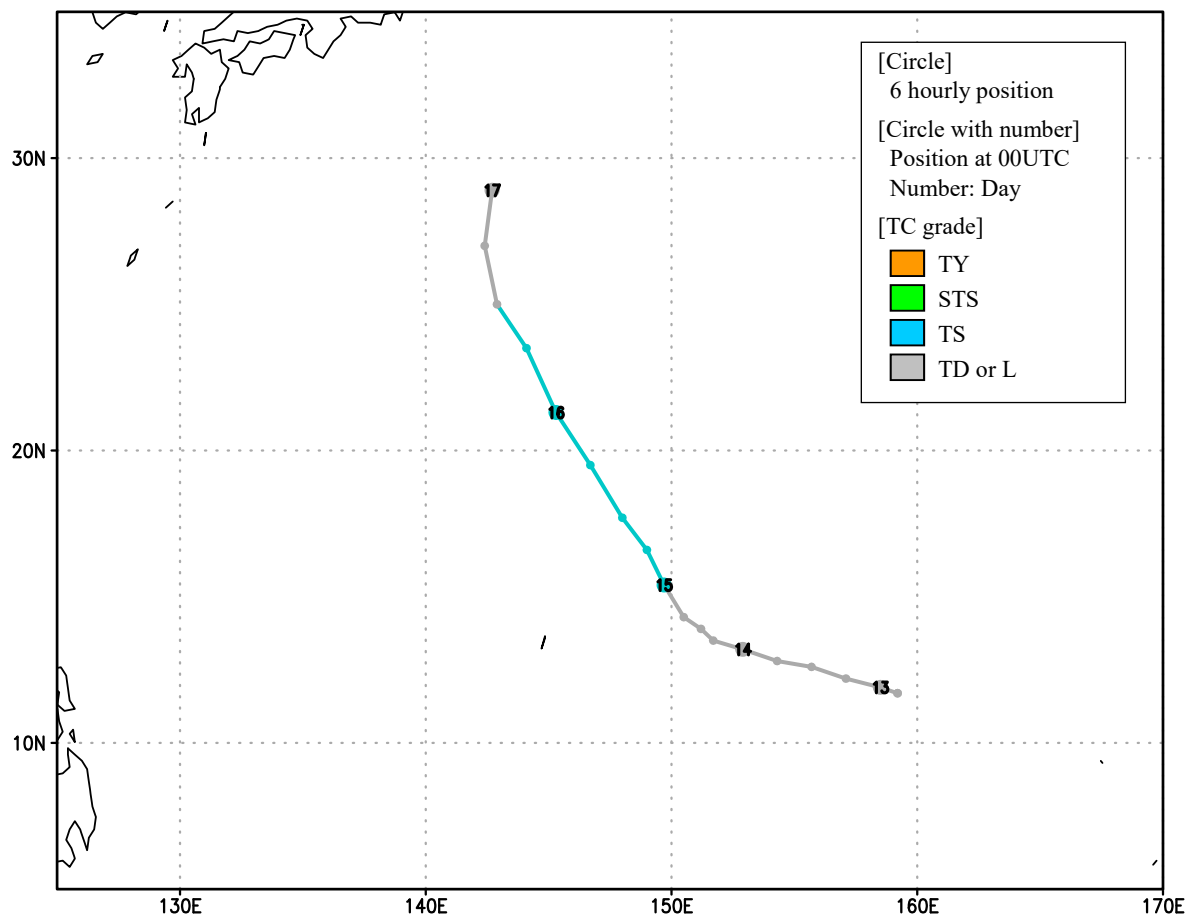 [Circle]
6 hourly position
[Circle with number]
Position at 00UTC
Number: Day
[TC grade]
TY
STS
TS
TD or L
30N
20N
10N
17
16
15
14
13
130E
140E
150E
160E
170E